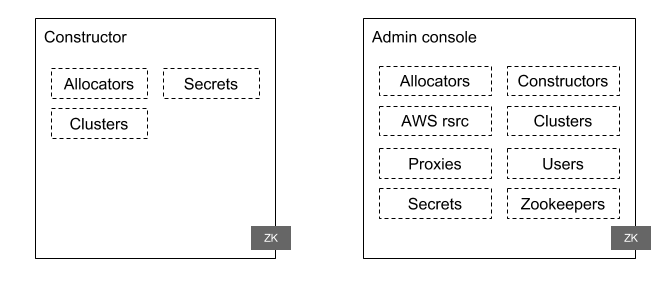 Constructor
Allocators
Secrets
Clusters
ZK
Admin console
Allocators
Constructors
AWS rsrc
Clusters
Proxies
Users
Secrets
Zookeepers
ZK